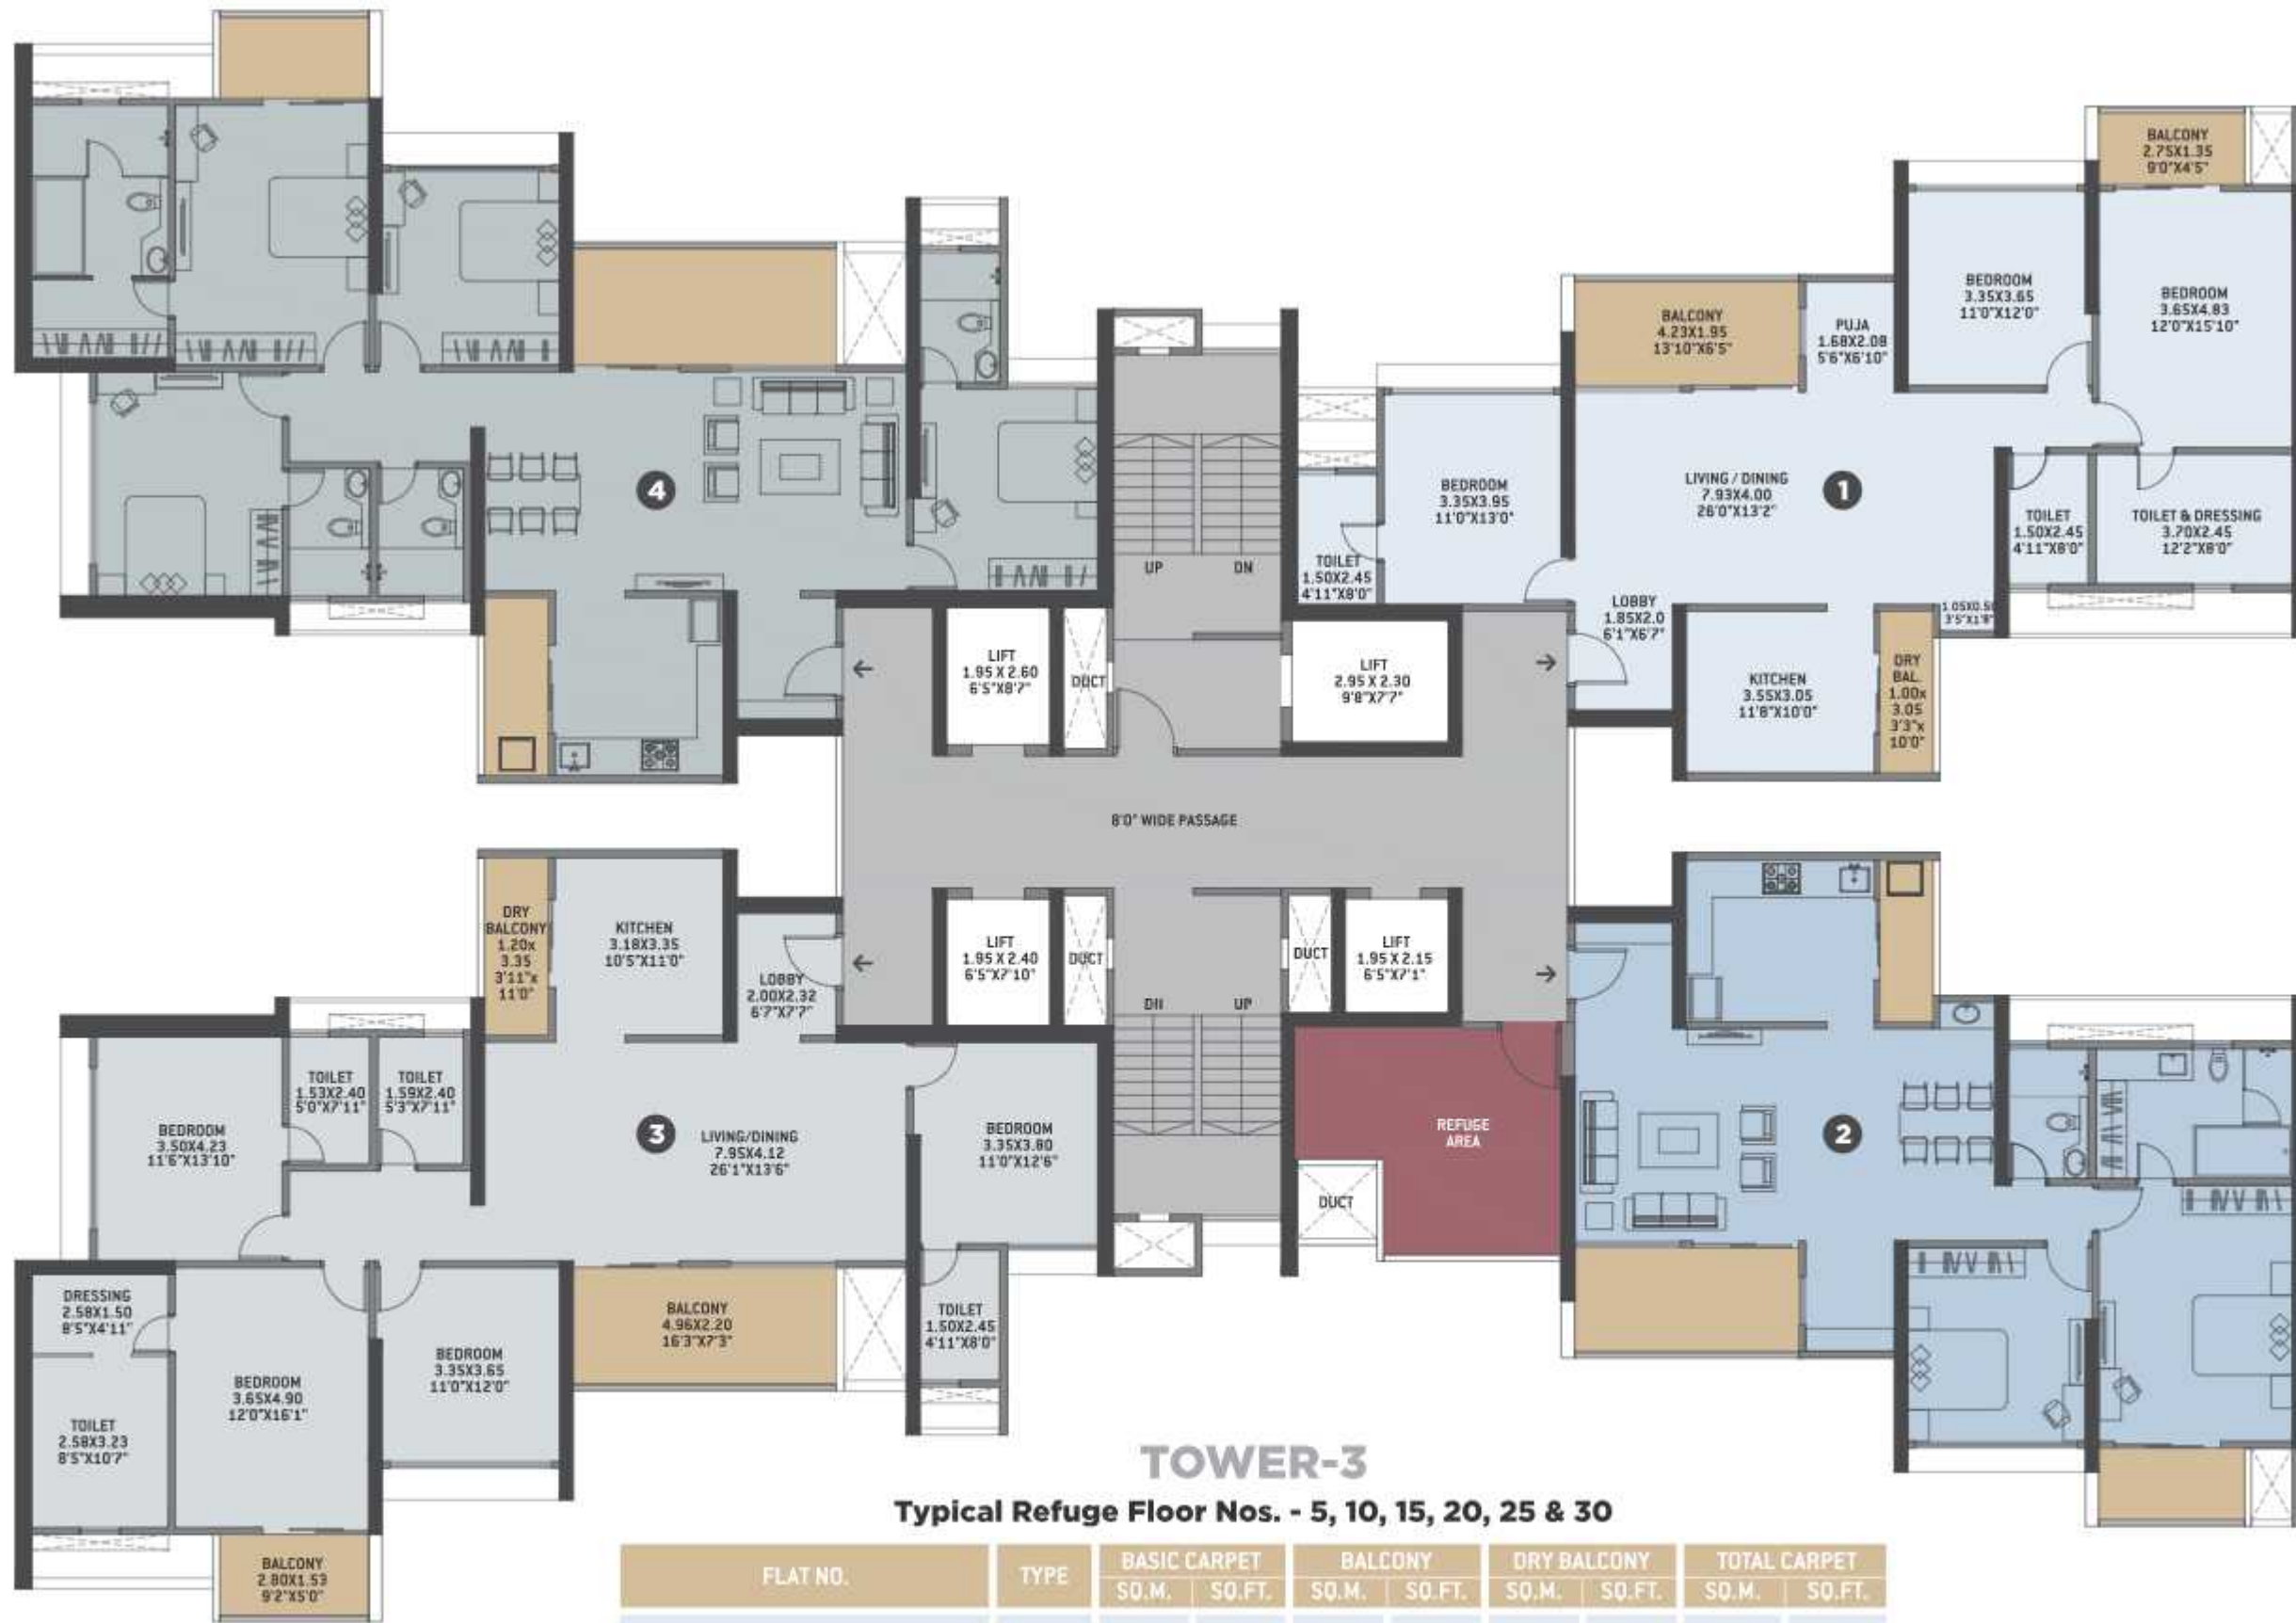 BALCONY
2.75X1.35
9'0"X4'5"
BEDROOM
3.35X3.65
11'0"X12'0"
BEDROOM
3.65X4.83
12'0"X15'10"
BALCONY
4.23X1.95
13'10"X6'5"
PUJA
1.68X2.08
5'6"X6'10"
4
BEDROOM
3.35X3.95
11'0"X13'0"
LIVING / DINING
7.93X4.00
26'0"X13'2"
1
TOILET
1.50X2.45
4'11"X8'0"
TOILET & DRESSING
3.70X2.45
12'2"X8'0"
UP
DN
TOILET
1.50X2.45
4'11"X8'0"
LOBBY
1.85X2.0
6'1"X6'7"
1.05X0.50
3'5"X1'8"
LIFT
1.95 X 2.60
6'5"X8'7"
DUCT
LIFT
2.95 X 2.30
9'8"X7'7"
KITCHEN
3.55X3.05
11'8"X10'0"
DRY
BAL.
1.00x
3.05
3'3"x
10'0"
8'0" WIDE PASSAGE
DRY
BALCONY
1.20x
3.35
3'11"x
11'0"
KITCHEN
3.18X3.35
10'5"X11'0"
LOBBY
2.00X2.32
6'7"X7'7"
LIFT
1.95 X 2.40
6'5"X7'10"
DUCT
DUCT
LIFT
1.95 X 2.15
6'5"X7'1"
DN
UP
TOILET
1.53X2.40
5'0"X7'11"
TOILET
1.59X2.40
5'3"X7'11"
BEDROOM
3.50X4.23
11'6"X13'10"
3
LIVING/DINING
7.95X4.12
26'1"X13'6"
BEDROOM
3.35X3.80
11'0"X12'6"
REFUGE
AREA
2
DUCT
DRESSING
2.58X1.50
8'5"X4'11"
BALCONY
4.96X2.20
16'3"X7'3"
TOILET
1.50X2.45
4'11"X8'0"
BEDROOM
3.35X3.65
11'0"X12'0"
BEDROOM
3.65X4.90
12'0"X16'1"
TOILET
2.58X3.23
8'5"X10'7"
BALCONY
2.80X1.53
9'2"X5'0"
TOWER-3
Typical Refuge Floor Nos. - 5, 10, 15, 20, 25 & 30
FLAT NO. TYPE BASIC CARPET BALCONY DRY BALCONY TOTAL CARPET
SQ.M. SQ.FT. SQ.M. SQ.FT. SQ.M. SQ.FT. SQ.M. SQ.FT.